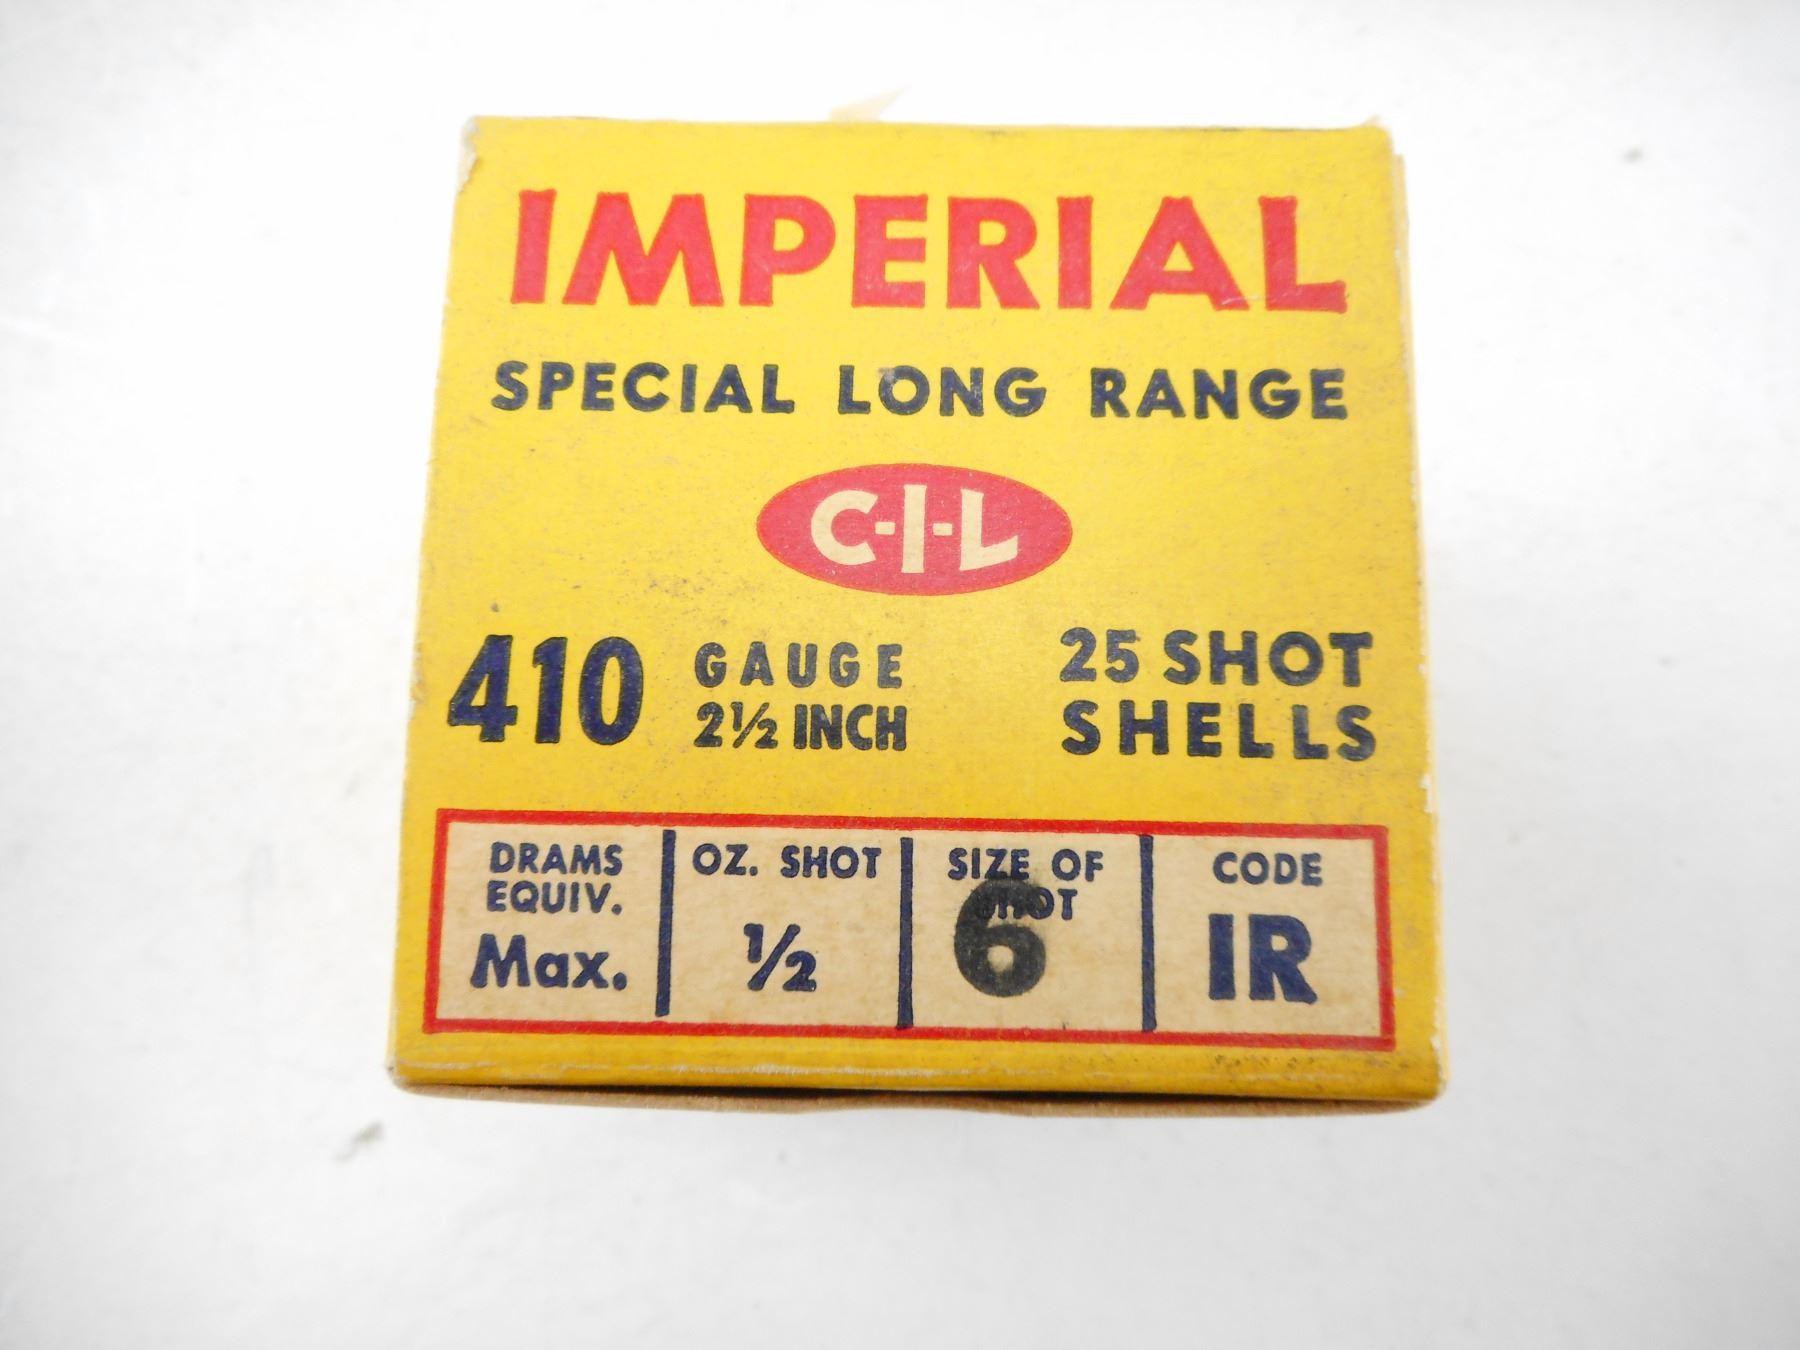 IMPERIAL
SPECIAL LONG RANGE
C-I-L
410 GAUGE
2½ INCH
25 SHOT
SHELLS
DRAMS
EQUIV.
Max.
OZ. SHOT
½
SIZE OF
SHOT
6
CODE
IR